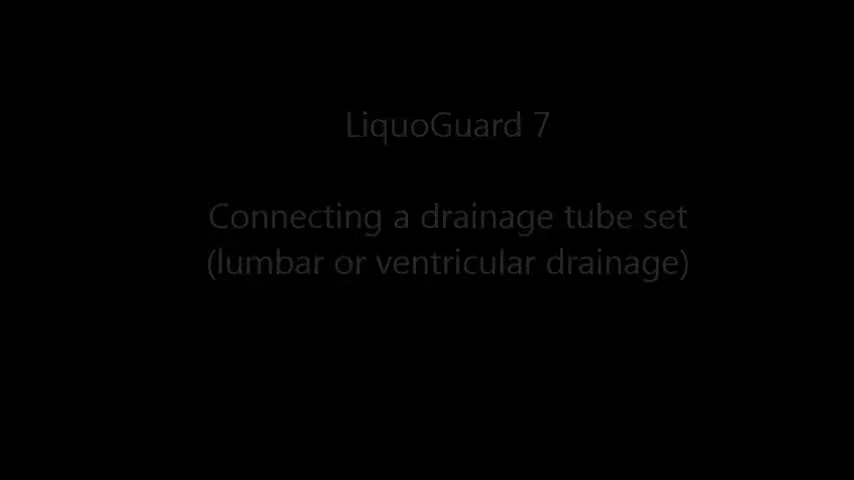 LiquoGuard 7
Connecting a drainage tube set
(lumbar or ventricular drainage)